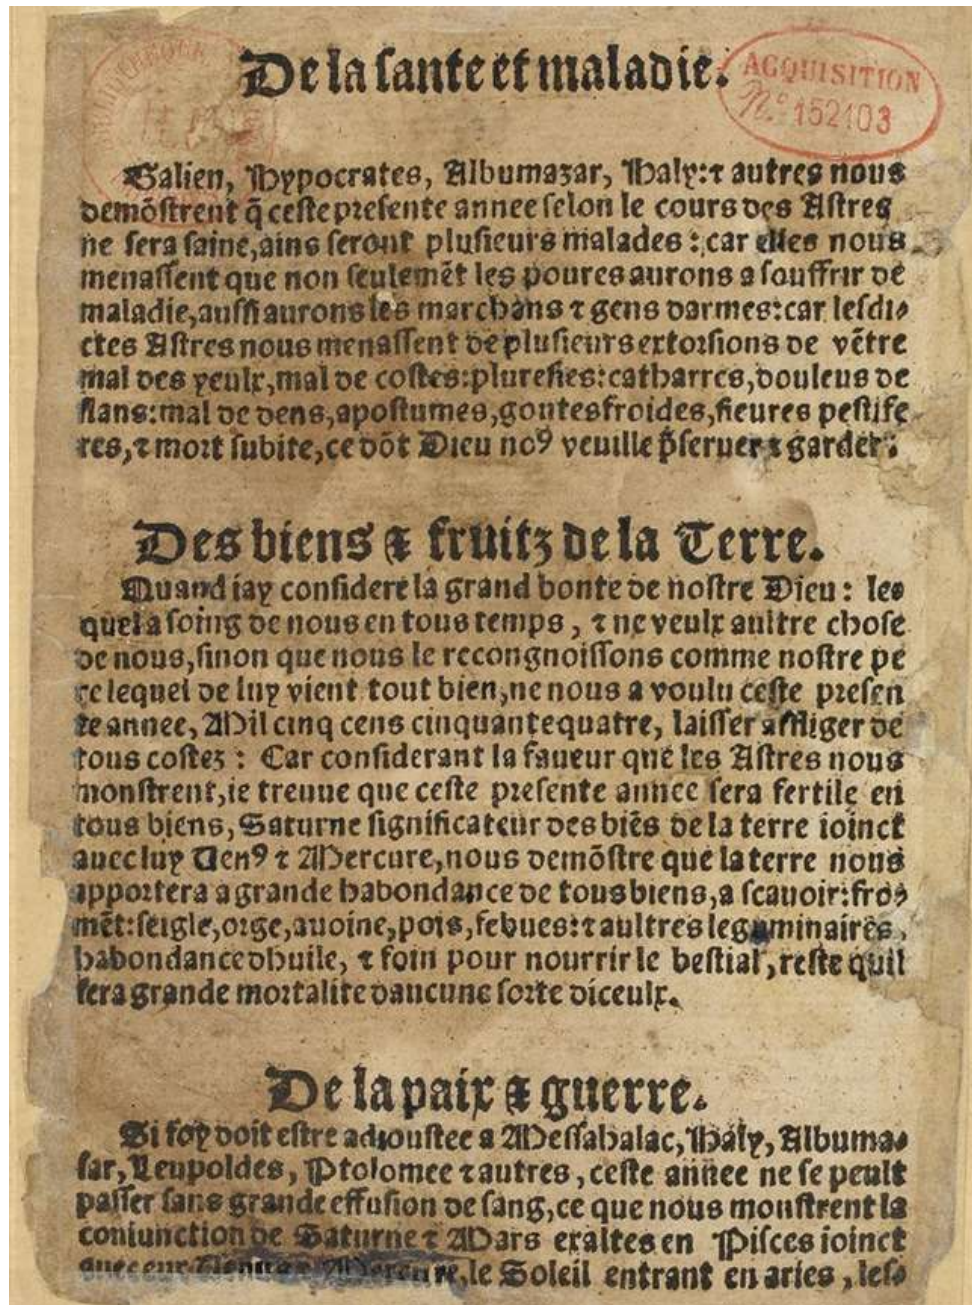 De la sante et maladie.
ACQUISITION
N.º 152103
Galien, Hypocrates, Albumazar, Haly: ⁊ autres nous
demõstrent q̃ ceste presente annee selon le cours des Astres
ne sera saine, ains seront plusieurs malades: car elles nous
menassent que non seulemẽt les poures aurons a souffrir de
maladie, aussi aurons les marchans ⁊ gens darmes: car lesdi-
ctes Astres nous menassent de plusieurs extorsions de vẽtre
mal des yeulx, mal de costes: pluresies: catharres, douleus de
flans: mal de dens, apostumes, goutes froides, fieures pestife
res, ⁊ mort subite, ce dõt Dieu noꝰ veuille p̃seruer ⁊ garder.
Des biens ⁊ fruitz de la Terre.
Quand iay considere la grand bonte de nostre Dieu: le-
quel a soing de nous en tous temps, ⁊ ne veulx aultre chose
de nous, sinon que nous le recongnoissons comme nostre pe
re lequel de luy vient tout bien, ne nous a voulu ceste presen
te annee, Mil cinq cens cinquante quatre, laisser affliger de
tous costez: Car considerant la faueur que les Astres nous
monstrent, ie treuue que ceste presente annee sera fertile en
tous biens, Saturne significateur des biẽs de la terre ioinct
auec luy Venꝰ ⁊ Mercure, nous demõstre que la terre nous
apportera a grande habondance de tous biens, a scauoir: fro-
mẽt: seigle, orge, auoine, pois, febues: ⁊ aultres leguminaires,
habondance dhuile, ⁊ foin pour nourrir le bestial, reste quil
sera grande mortalite daucune sorte diceulx.
De la paix ⁊ guerre.
Si foy doit estre adioustee a Messahalac, Haly, Albuma-
sar, Leupoldes, Ptolomee ⁊ autres, ceste annee ne se peult
passer sans grande effusion de sang, ce que nous monstrent la
coniunction de Saturne ⁊ Mars exaltes en Pisces ioinct
auec eux Venus ⁊ Mercure, le Soleil entrant en aries, les-